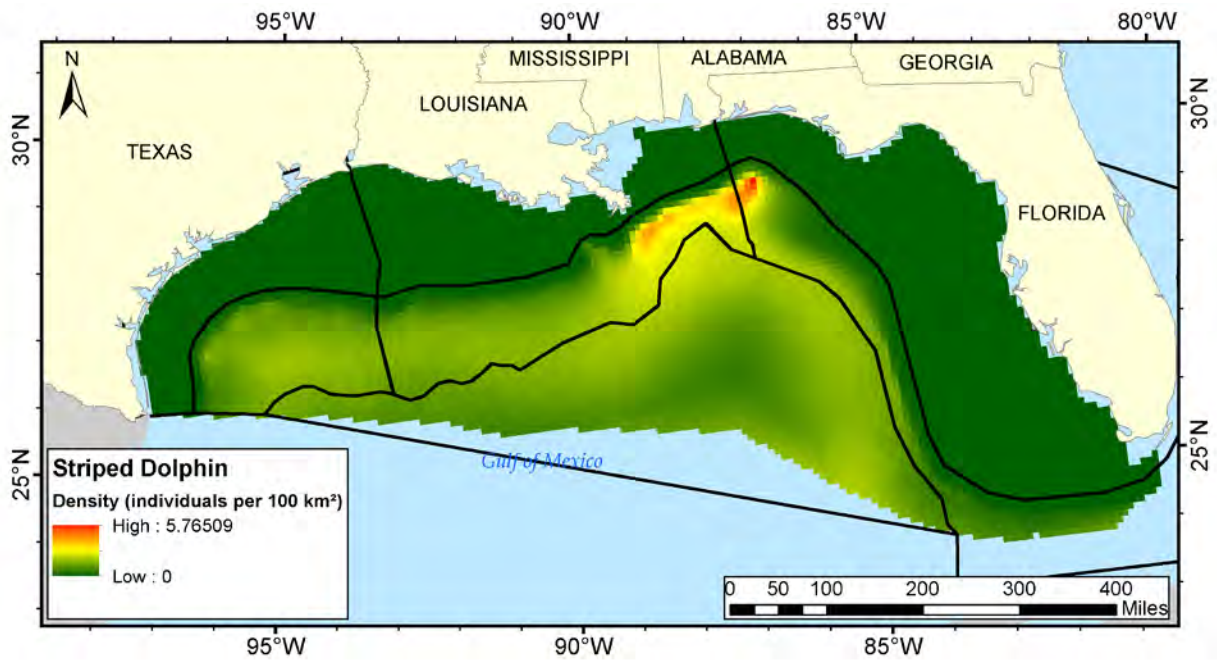 95°W 90°W 85°W 80°W
N
MISSISSIPPI ALABAMA GEORGIA
LOUISIANA
30°N 30°N
TEXAS
FLORIDA
25°N 25°N
Gulf of Mexico
Striped Dolphin
Density (individuals per 100 km²)
High : 5.76509
Low : 0
0 50 100 200 300 400
Miles
95°W 90°W 85°W 80°W